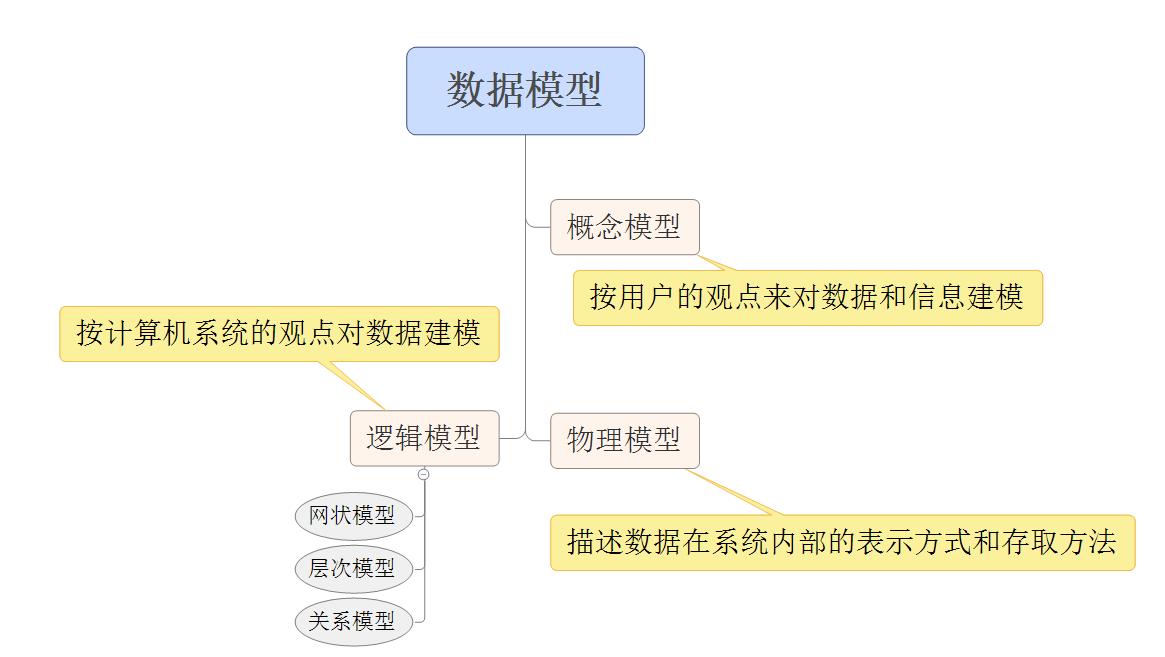 数据模型
概念模型
按用户的观点来对数据和信息建模
按计算机系统的观点对数据建模
逻辑模型
物理模型
网状模型
描述数据在系统内部的表示方式和存取方法
层次模型
关系模型